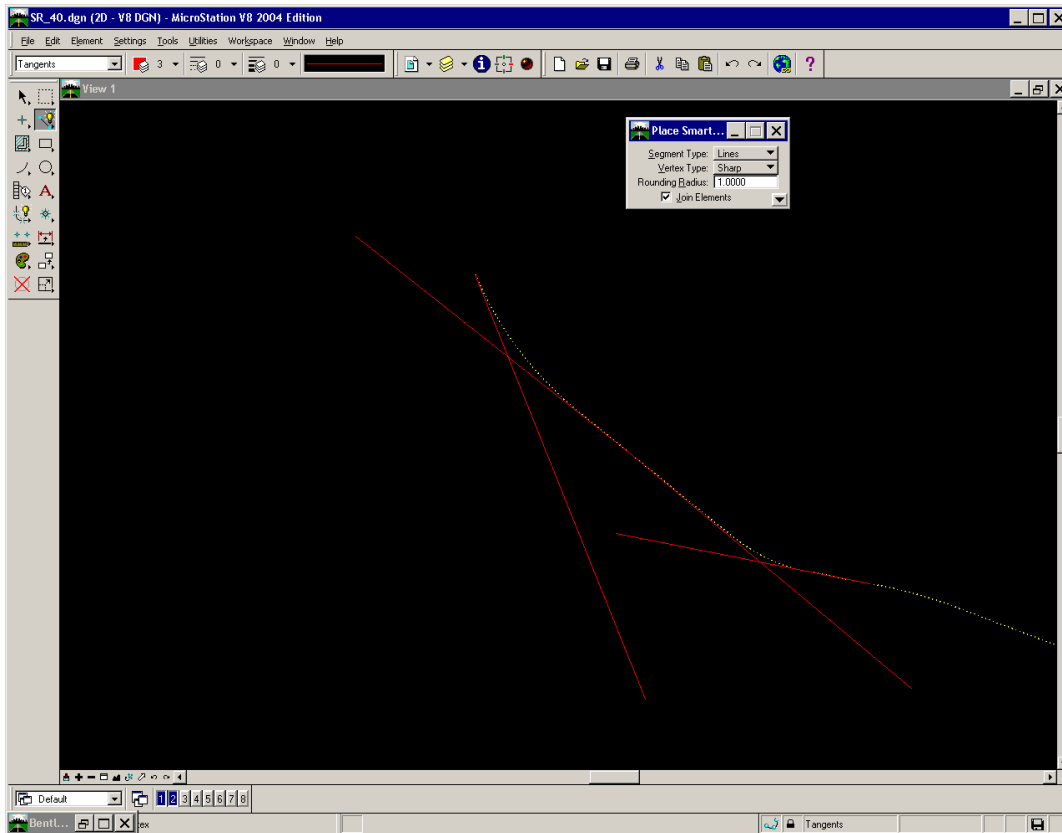 SR_40.dgn (2D - V8 DGN) - MicroStation V8 2004 Edition
File Edit Element Settings Tools Utilities Workspace Window Help
Tangents 3 0 0
View 1
Place Smart...
Segment Type: Lines
Vertex Type: Sharp
Rounding Radius: 1.0000
Join Elements
Default 1 2 3 4 5 6 7 8
Bentl... ex Tangents